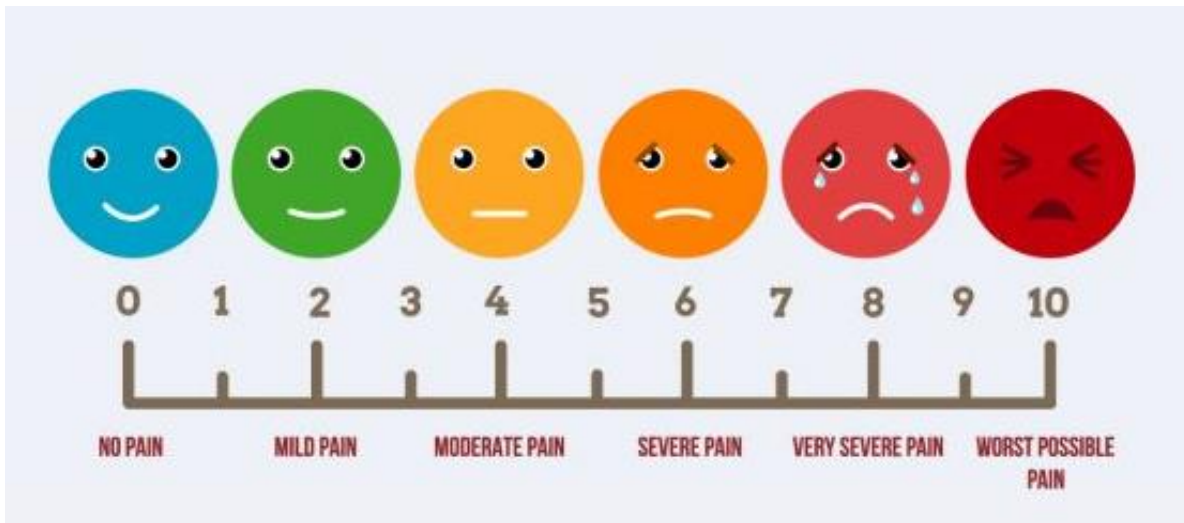 0 1 2 3 4 5 6 7 8 9 10
NO PAIN MILD PAIN MODERATE PAIN SEVERE PAIN VERY SEVERE PAIN WORST POSSIBLE
PAIN